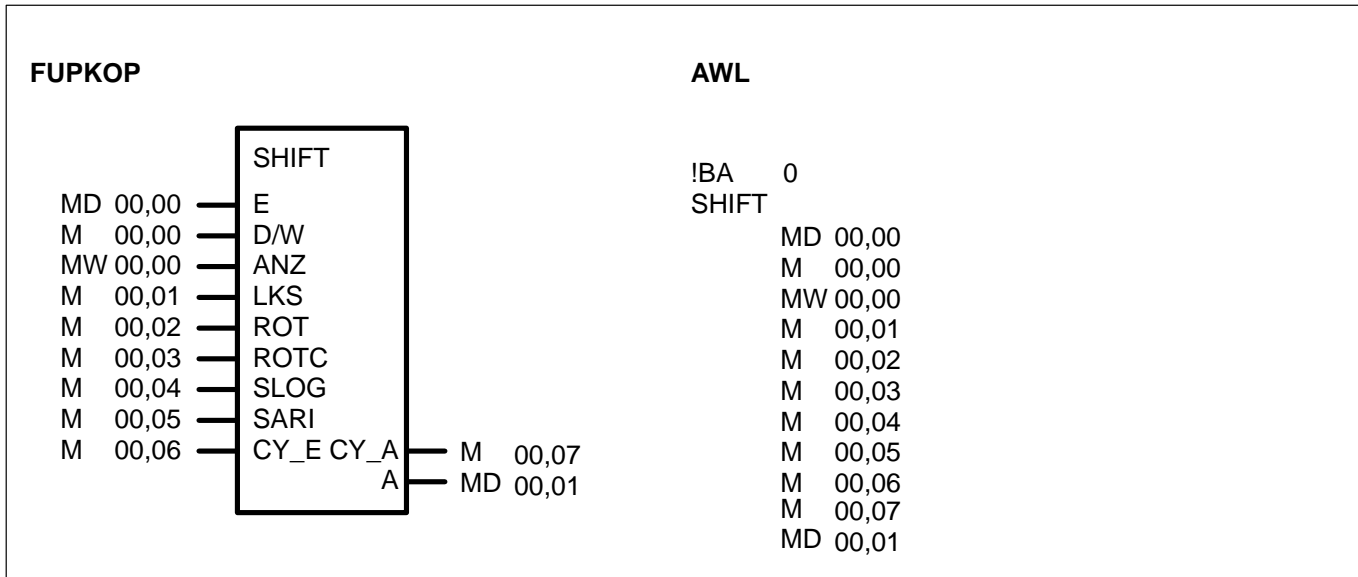 FUPKOP
SHIFT
MD 00,00 E
M 00,00 D/W
MW 00,00 ANZ
M 00,01 LKS
M 00,02 ROT
M 00,03 ROTC
M 00,04 SLOG
M 00,05 SARI
M 00,06 CY_E CY_A M 00,07
A MD 00,01
AWL
!BA 0
SHIFT
MD 00,00
M 00,00
MW 00,00
M 00,01
M 00,02
M 00,03
M 00,04
M 00,05
M 00,06
M 00,07
MD 00,01